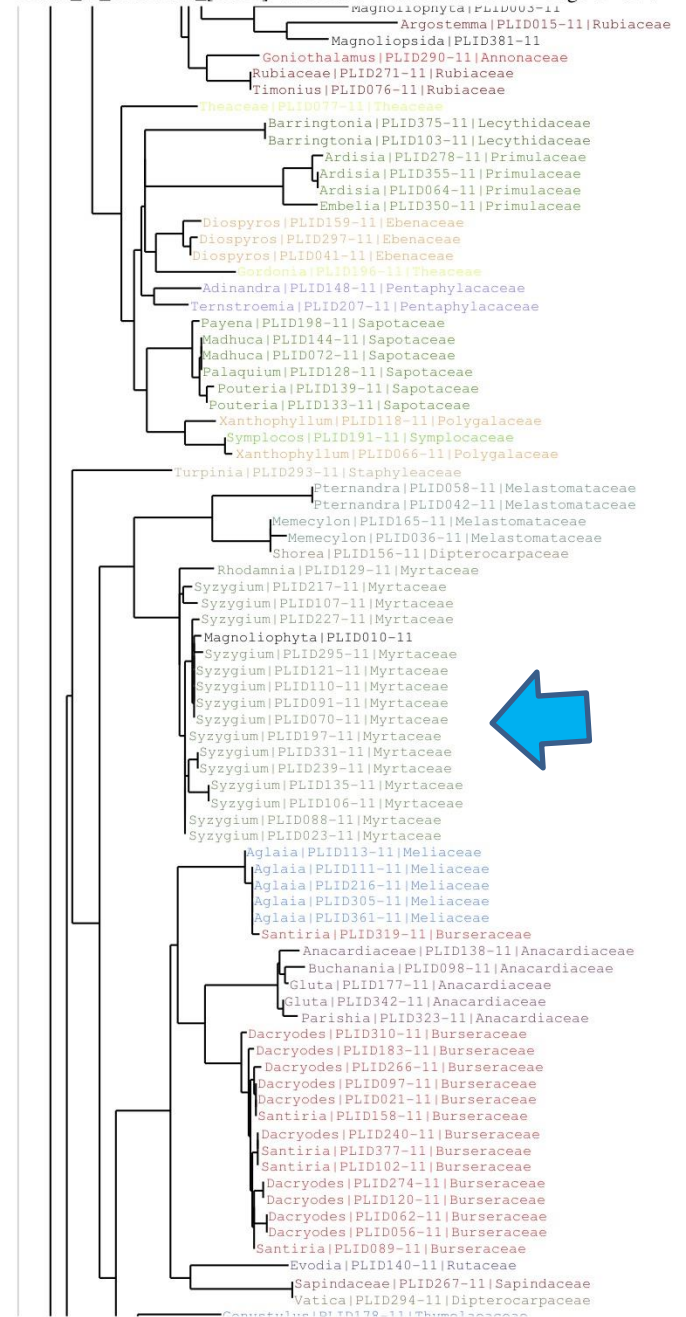 Magnoliophyta|PLID003-11
Argostemma|PLID015-11|Rubiaceae
Magnoliopsida|PLID381-11
Goniothalamus|PLID290-11|Annonaceae
Rubiaceae|PLID271-11|Rubiaceae
Timonius|PLID076-11|Rubiaceae
Theaceae|PLID077-11|Theaceae
Barringtonia|PLID375-11|Lecythidaceae
Barringtonia|PLID103-11|Lecythidaceae
Ardisia|PLID278-11|Primulaceae
Ardisia|PLID355-11|Primulaceae
Ardisia|PLID064-11|Primulaceae
Embelia|PLID350-11|Primulaceae
Diospyros|PLID159-11|Ebenaceae
Diospyros|PLID297-11|Ebenaceae
Diospyros|PLID041-11|Ebenaceae
Gordonia|PLID196-11|Theaceae
Adinandra|PLID148-11|Pentaphylacaceae
Ternstroemia|PLID207-11|Pentaphylacaceae
Payena|PLID198-11|Sapotaceae
Madhuca|PLID144-11|Sapotaceae
Madhuca|PLID072-11|Sapotaceae
Palaquium|PLID128-11|Sapotaceae
Pouteria|PLID139-11|Sapotaceae
Pouteria|PLID133-11|Sapotaceae
Xanthophyllum|PLID118-11|Polygalaceae
Symplocos|PLID191-11|Symplocaceae
Xanthophyllum|PLID066-11|Polygalaceae
Turpinia|PLID293-11|Staphyleaceae
Pternandra|PLID058-11|Melastomataceae
Pternandra|PLID042-11|Melastomataceae
Memecylon|PLID165-11|Melastomataceae
Memecylon|PLID036-11|Melastomataceae
Shorea|PLID156-11|Dipterocarpaceae
Rhodamnia|PLID129-11|Myrtaceae
Syzygium|PLID217-11|Myrtaceae
Syzygium|PLID107-11|Myrtaceae
Syzygium|PLID227-11|Myrtaceae
Magnoliophyta|PLID010-11
Syzygium|PLID295-11|Myrtaceae
Syzygium|PLID121-11|Myrtaceae
Syzygium|PLID110-11|Myrtaceae
Syzygium|PLID091-11|Myrtaceae
Syzygium|PLID070-11|Myrtaceae
Syzygium|PLID197-11|Myrtaceae
Syzygium|PLID331-11|Myrtaceae
Syzygium|PLID239-11|Myrtaceae
Syzygium|PLID135-11|Myrtaceae
Syzygium|PLID106-11|Myrtaceae
Syzygium|PLID088-11|Myrtaceae
Syzygium|PLID023-11|Myrtaceae
Aglaia|PLID113-11|Meliaceae
Aglaia|PLID111-11|Meliaceae
Aglaia|PLID216-11|Meliaceae
Aglaia|PLID305-11|Meliaceae
Aglaia|PLID361-11|Meliaceae
Santiria|PLID319-11|Burseraceae
Anacardiaceae|PLID138-11|Anacardiaceae
Buchanania|PLID098-11|Anacardiaceae
Gluta|PLID177-11|Anacardiaceae
Gluta|PLID342-11|Anacardiaceae
Parishia|PLID323-11|Anacardiaceae
Dacryodes|PLID310-11|Burseraceae
Dacryodes|PLID183-11|Burseraceae
Dacryodes|PLID266-11|Burseraceae
Dacryodes|PLID097-11|Burseraceae
Dacryodes|PLID021-11|Burseraceae
Santiria|PLID158-11|Burseraceae
Dacryodes|PLID240-11|Burseraceae
Santiria|PLID377-11|Burseraceae
Santiria|PLID102-11|Burseraceae
Dacryodes|PLID274-11|Burseraceae
Dacryodes|PLID120-11|Burseraceae
Dacryodes|PLID062-11|Burseraceae
Dacryodes|PLID056-11|Burseraceae
Santiria|PLID089-11|Burseraceae
Evodia|PLID140-11|Rutaceae
Sapindaceae|PLID267-11|Sapindaceae
Vatica|PLID294-11|Dipterocarpaceae
Gonystulus|PLID178-11|Thymelapaceae